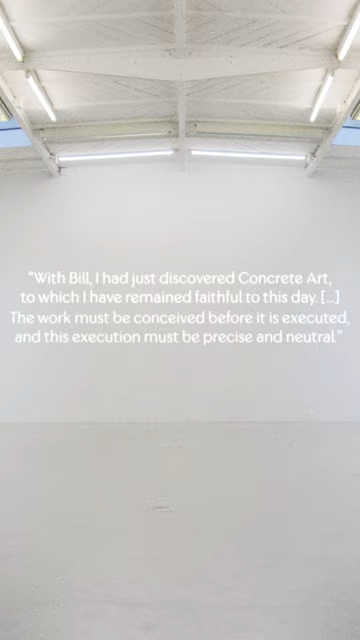 "With Bill, I had just discovered Concrete Art,
to which I have remained faithful to this day. [...]
The work must be conceived before it is executed,
and this execution must be precise and neutral."